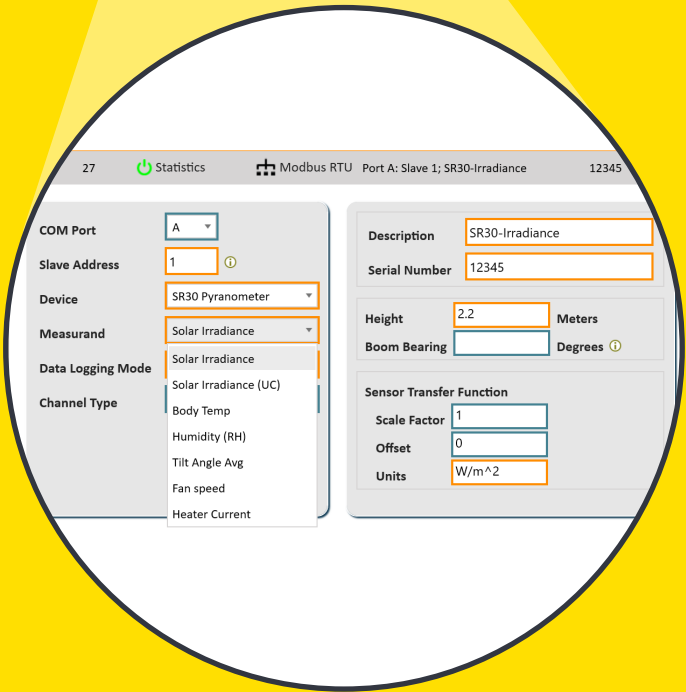 27 Statistics Modbus RTU Port A: Slave 1; SR30-Irradiance 12345
COM Port A
Slave Address 1
Device SR30 Pyranometer
Measurand Solar Irradiance
Data Logging Mode
Channel Type
Solar Irradiance
Solar Irradiance (UC)
Body Temp
Humidity (RH)
Tilt Angle Avg
Fan speed
Heater Current
Description SR30-Irradiance
Serial Number 12345
Height 2.2 Meters
Boom Bearing Degrees
Sensor Transfer Function
Scale Factor 1
Offset 0
Units W/m^2